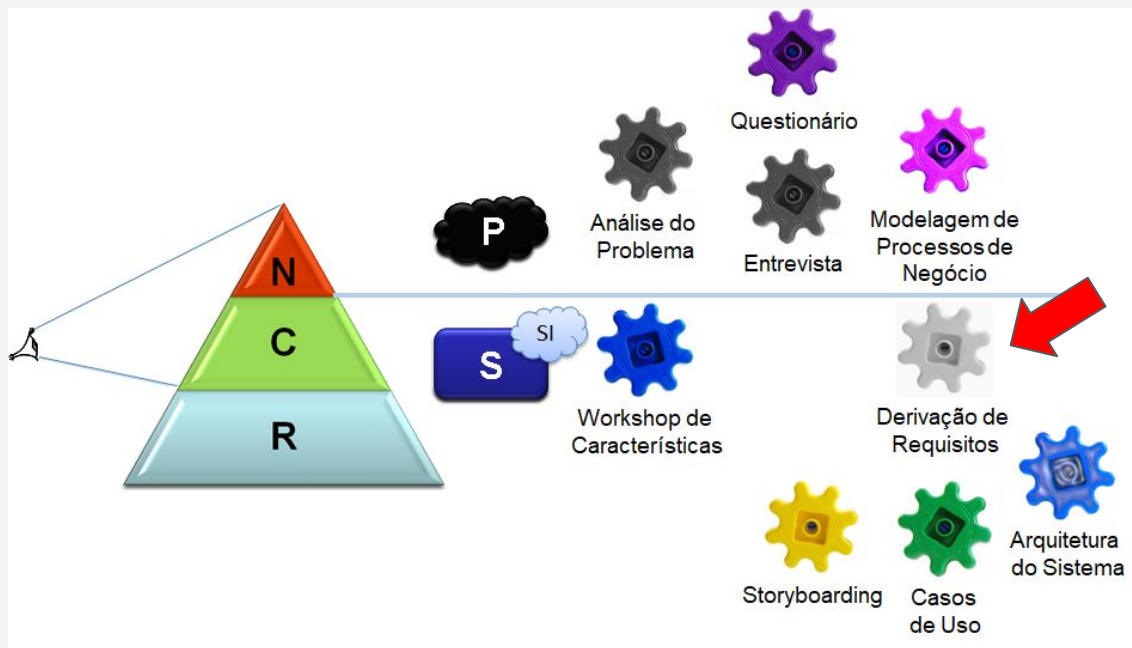 Questionário
Análise do
Problema
P
Entrevista
Modelagem de
Processos de
Negócio
N
C
R
S
SI
Workshop de
Características
Derivação de
Requisitos
Storyboarding
Casos
de Uso
Arquitetura
do Sistema